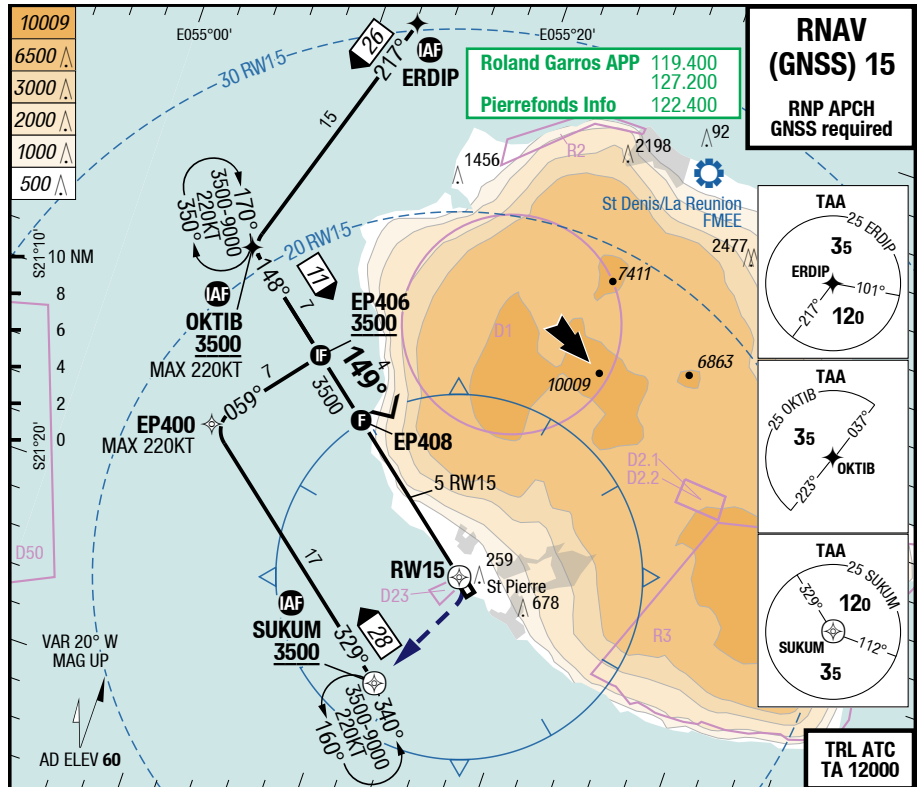 10009
6500
3000
2000
1000
500
E055°00'
E055°20'
26
217°
IAF
ERDIP
30 RW15
15
Roland Garros APP 119.400
127.200
Pierrefonds Info 122.400
RNAV
(GNSS) 15
RNP APCH
GNSS required
R2
1456
2198
92
St Denis/La Reunion
FMEE
2477
170°
3500-9000
220KT
350°
20 RW15
S21°10'
10 NM
8
6
4
2
0
S21°20'
148°
7
11
IAF
OKTIB
3500
MAX 220KT
EP406
3500
IF
149°
4
3500
7
059°
EP400
MAX 220KT
F
EP408
5 RW15
D1
7411
10009
6863
D2.1
D2.2
D50
17
RW15
259
St Pierre
D23
678
R3
IAF
SUKUM
3500
28
329°
340°
3500-9000
220KT
160°
VAR 20° W
MAG UP
AD ELEV 60
TAA
25 ERDIP
35
ERDIP
101°
217°
120
TAA
25 OKTIB
35
037°
OKTIB
223°
TAA
25 SUKUM
329°
120
SUKUM
112°
35
TRL ATC
TA 12000